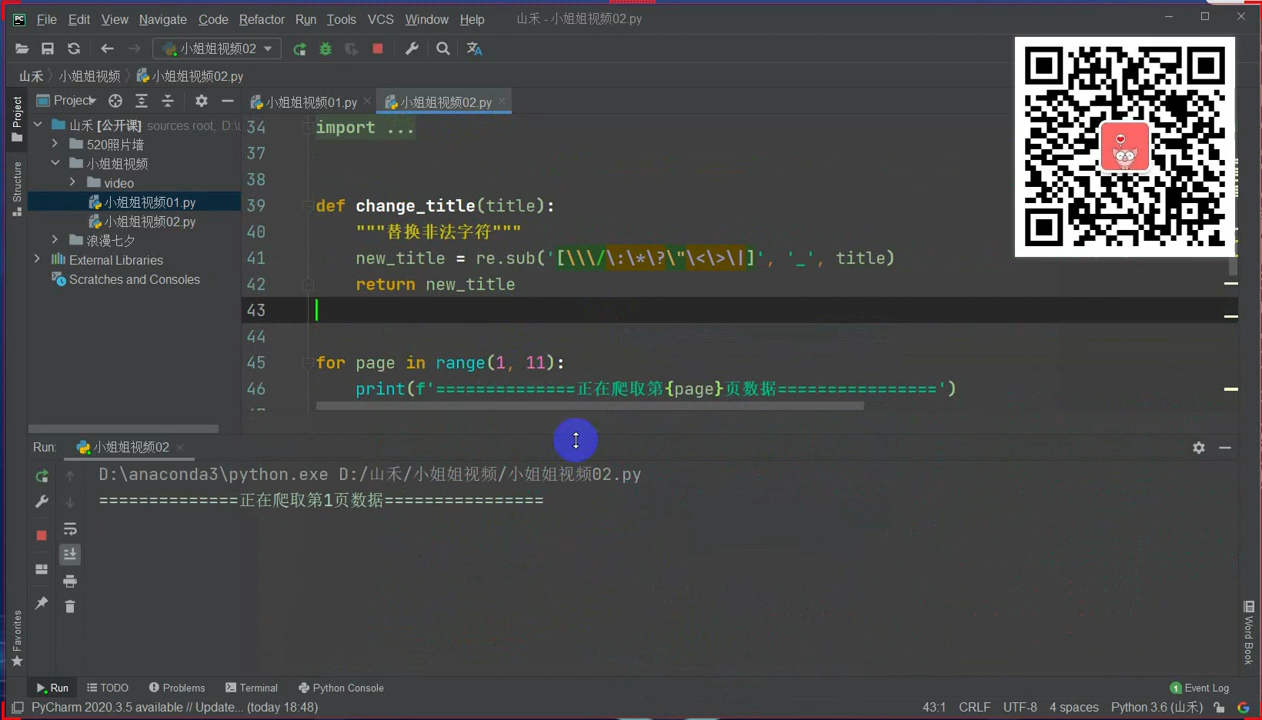 File Edit View Navigate Code Refactor Run Tools VCS Window Help 山禾 - 小姐姐视频02.py
小姐姐视频02
山禾 小姐姐视频 小姐姐视频02.py
Project
小姐姐视频01.py
小姐姐视频02.py
Project
Structure
山禾 [公开课] sources root, D:\
520照片墙
小姐姐视频
video
小姐姐视频01.py
小姐姐视频02.py
浪漫七夕
External Libraries
Scratches and Consoles
34 import ...
37
38
39 def change_title(title):
40 """替换非法字符"""
41 new_title = re.sub('[\\\/\:\*\?\"\<\>\|]', '_', title)
42 return new_title
43
44
45 for page in range(1, 11):
46 print(f'==============正在爬取第{page}页数据================')
Run: 小姐姐视频02
D:\anaconda3\python.exe D:/山禾/小姐姐视频/小姐姐视频02.py
==============正在爬取第1页数据================
Favorites
Word Book
Run TODO Problems Terminal Python Console 1 Event Log
PyCharm 2020.3.5 available // Update... (today 18:48) 43:1 CRLF UTF-8 4 spaces Python 3.6 (山禾)